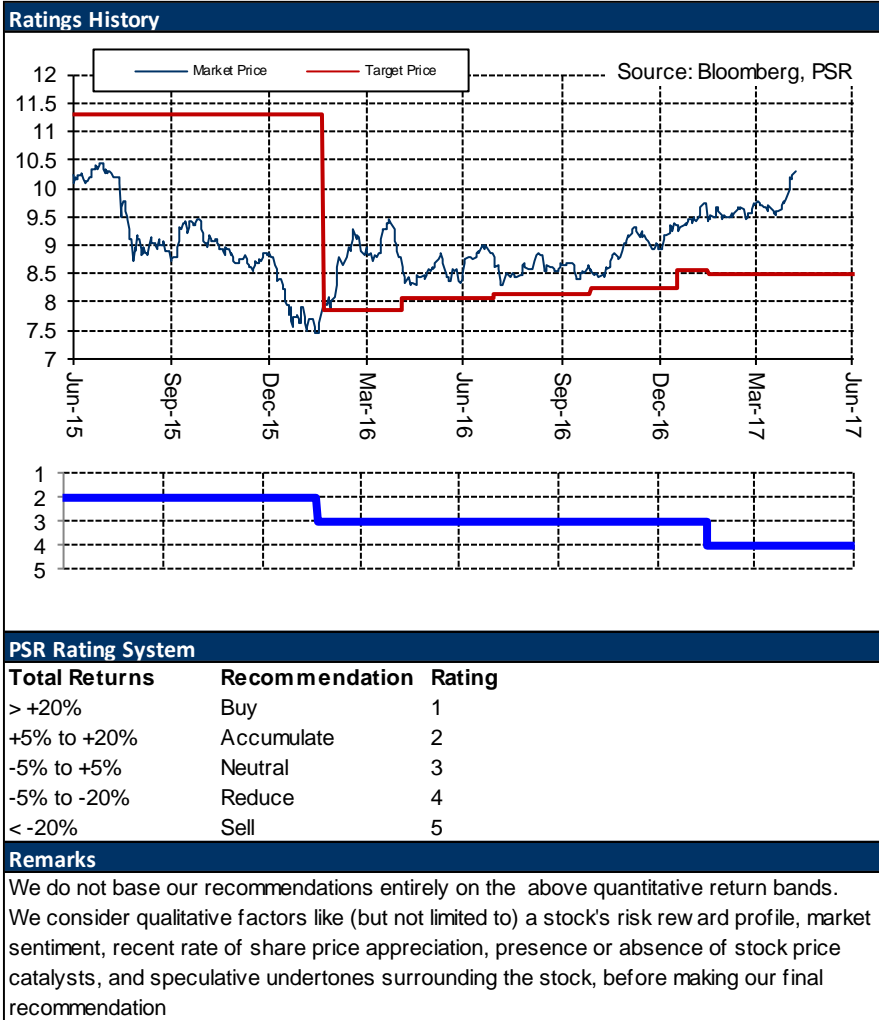 Ratings History
Market Price
Target Price
Source: Bloomberg, PSR
12
11.5
11
10.5
10
9.5
9
8.5
8
7.5
7
Jun-15
Sep-15
Dec-15
Mar-16
Jun-16
Sep-16
Dec-16
Mar-17
Jun-17
1
2
3
4
5
PSR Rating System
Total Returns Recommendation Rating
> +20% Buy 1
+5% to +20% Accumulate 2
-5% to +5% Neutral 3
-5% to -20% Reduce 4
< -20% Sell 5
Remarks
We do not base our recommendations entirely on the above quantitative return bands.
We consider qualitative factors like (but not limited to) a stock's risk reward profile, market
sentiment, recent rate of share price appreciation, presence or absence of stock price
catalysts, and speculative undertones surrounding the stock, before making our final
recommendation